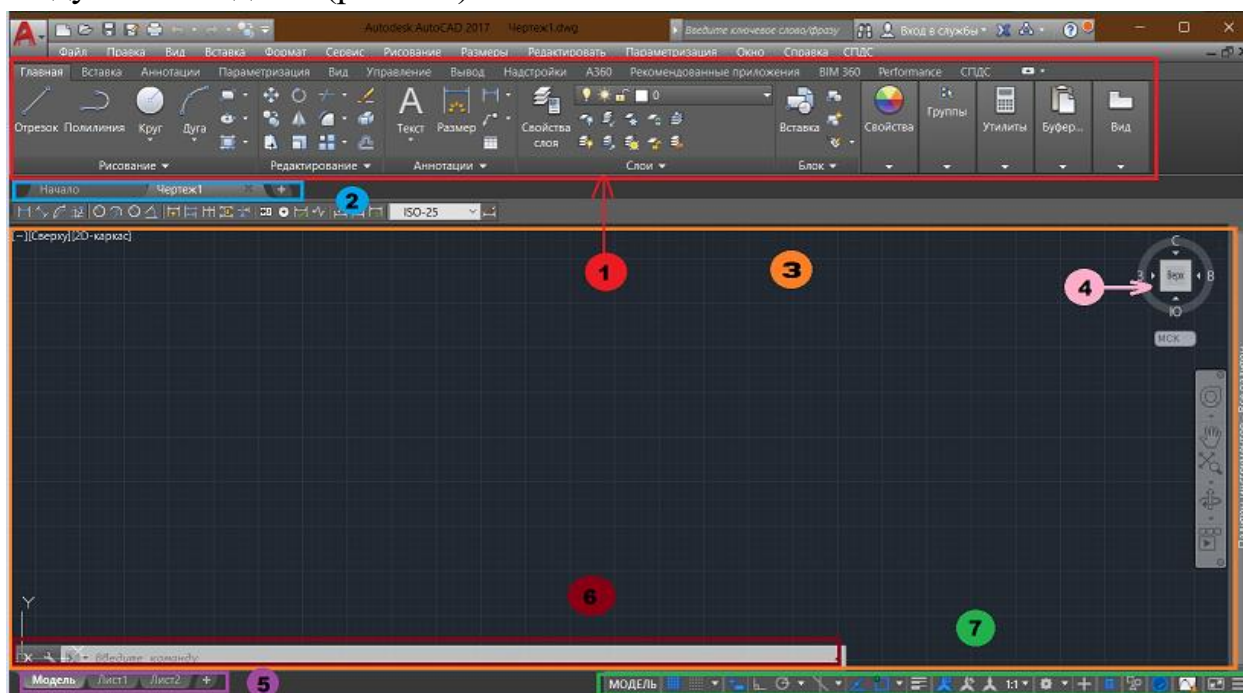 Autodesk AutoCAD 2017 Чертеж1.dwg Введите ключевое слово/фразу Вход в службы
Файл Правка Вид Вставка Формат Сервис Рисование Размеры Редактировать Параметризация Окно Справка СПДС
Главная Вставка Аннотации Параметризация Вид Управление Вывод Надстройки A360 Рекомендованные приложения BIM 360 Performance СПДС
Отрезок Полилиния Круг Дуга Текст Размер Свойства слоя 0 Вставка Свойства Группы Утилиты Буфер... Вид
Рисование Редактирование Аннотации Слои Блок
Начало Чертеж1 +
2
ISO-25
[−][Сверху][2D-каркас]
1 3
С
4 З Верх В
Ю
МСК
Y
6
7
Введите команду
Модель Лист1 Лист2 +
5
МОДЕЛЬ 1:1